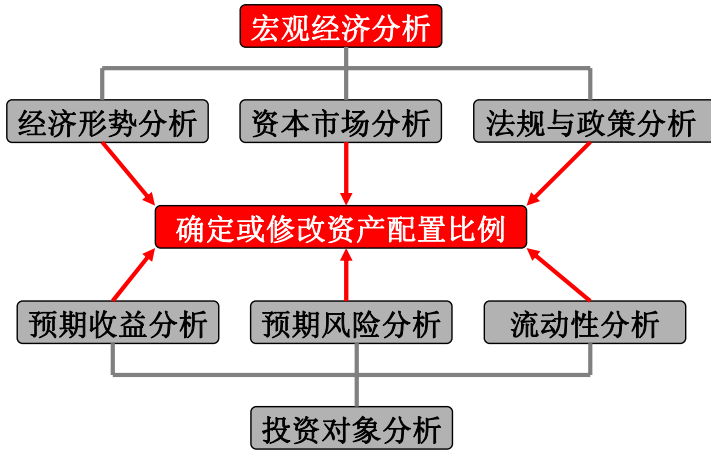 宏观经济分析
经济形势分析
资本市场分析
法规与政策分析
确定或修改资产配置比例
预期收益分析
预期风险分析
流动性分析
投资对象分析